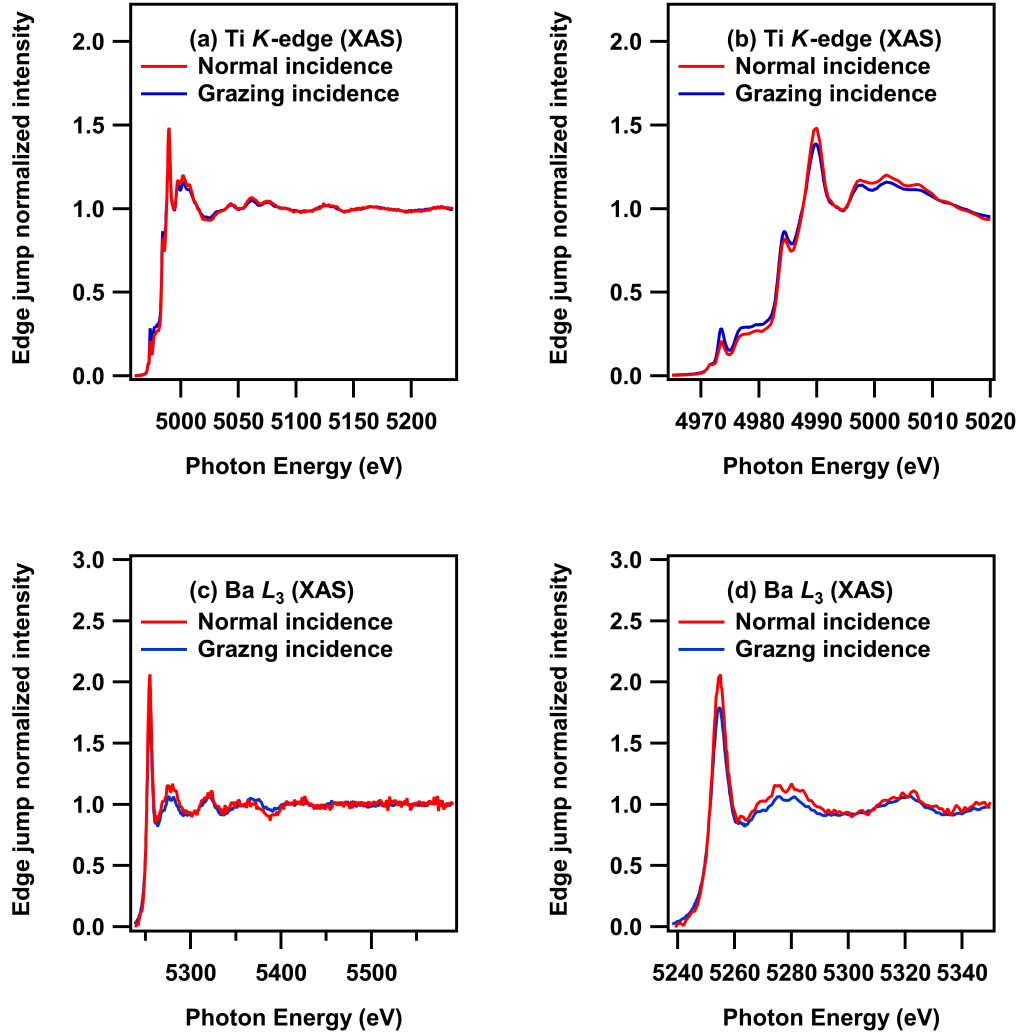 (a) Ti K-edge (XAS)
Normal incidence
Grazing incidence
Edge jump normalized intensity
2.0
1.5
1.0
0.5
0.0
5000 5050 5100 5150 5200
Photon Energy (eV)
(b) Ti K-edge (XAS)
Normal incidence
Grazing incidence
Edge jump normalized intensity
2.0
1.5
1.0
0.5
0.0
4970 4980 4990 5000 5010 5020
Photon Energy (eV)
(c) Ba L3 (XAS)
Normal incidence
Grazng incidence
Edge jump normalized intensity
3.0
2.5
2.0
1.5
1.0
0.5
0.0
5300 5400 5500
Photon Energy (eV)
(d) Ba L3 (XAS)
Normal incidence
Grazng incidence
Edge jump normalized intensity
3.0
2.5
2.0
1.5
1.0
0.5
0.0
5240 5260 5280 5300 5320 5340
Photon Energy (eV)